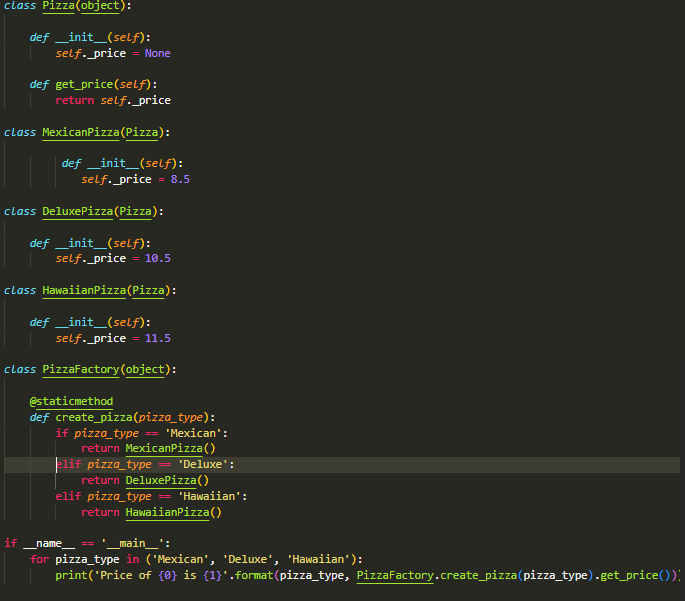 class Pizza(object):
def __init__(self):
self._price = None
def get_price(self):
return self._price
class MexicanPizza(Pizza):
def __init__(self):
self._price = 8.5
class DeluxePizza(Pizza):
def __init__(self):
self._price = 10.5
class HawaiianPizza(Pizza):
def __init__(self):
self._price = 11.5
class PizzaFactory(object):
@staticmethod
def create_pizza(pizza_type):
if pizza_type == 'Mexican':
return MexicanPizza()
elif pizza_type == 'Deluxe':
return DeluxePizza()
elif pizza_type == 'Hawaiian':
return HawaiianPizza()
if __name__ == '__main__':
for pizza_type in ('Mexican', 'Deluxe', 'Hawaiian'):
print('Price of {0} is {1}'.format(pizza_type, PizzaFactory.create_pizza(pizza_type).get_price()))